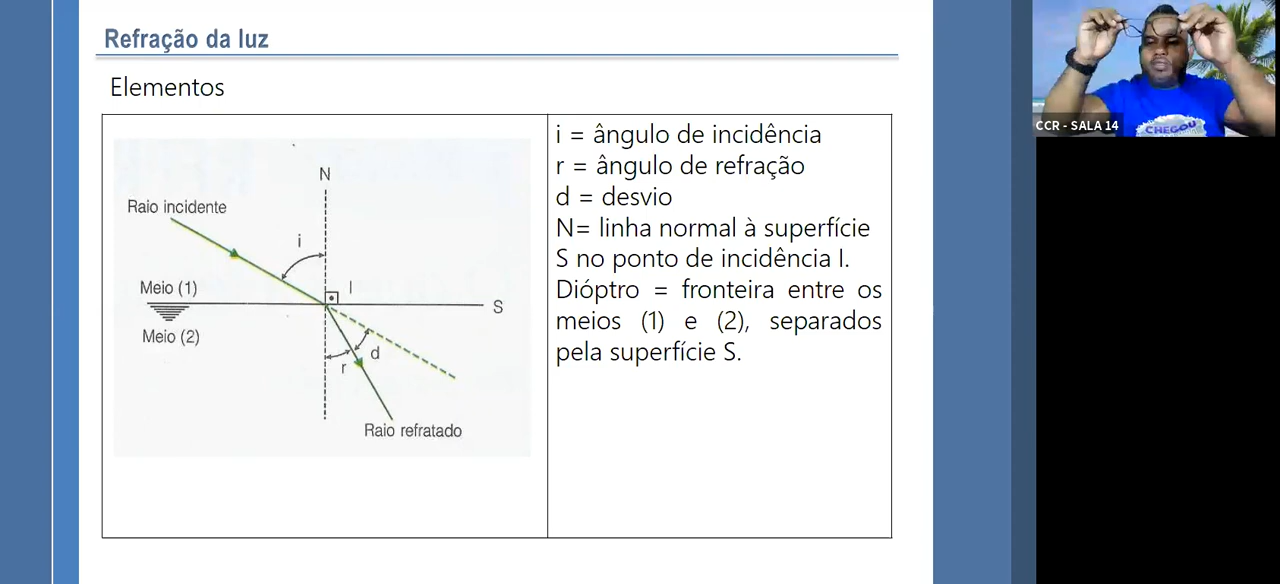 Refração da luz
Elementos
N
Raio incidente
i
Meio (1)
I
S
Meio (2)
d
r
Raio refratado
i = ângulo de incidência
r = ângulo de refração
d = desvio
N= linha normal à superfície
S no ponto de incidência I.
Dióptro = fronteira entre os
meios (1) e (2), separados
pela superfície S.
CCR - SALA 14
CHEGOU